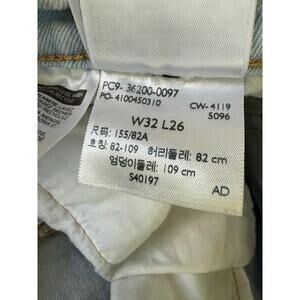 PC9- 36200-0097
PO- 4100450310
CW- 4119
5096
W32 L26
尺码: 155/82A
호칭: 82-109 허리둘레: 82 cm
엉덩이둘레: 109 cm
S40197
AD